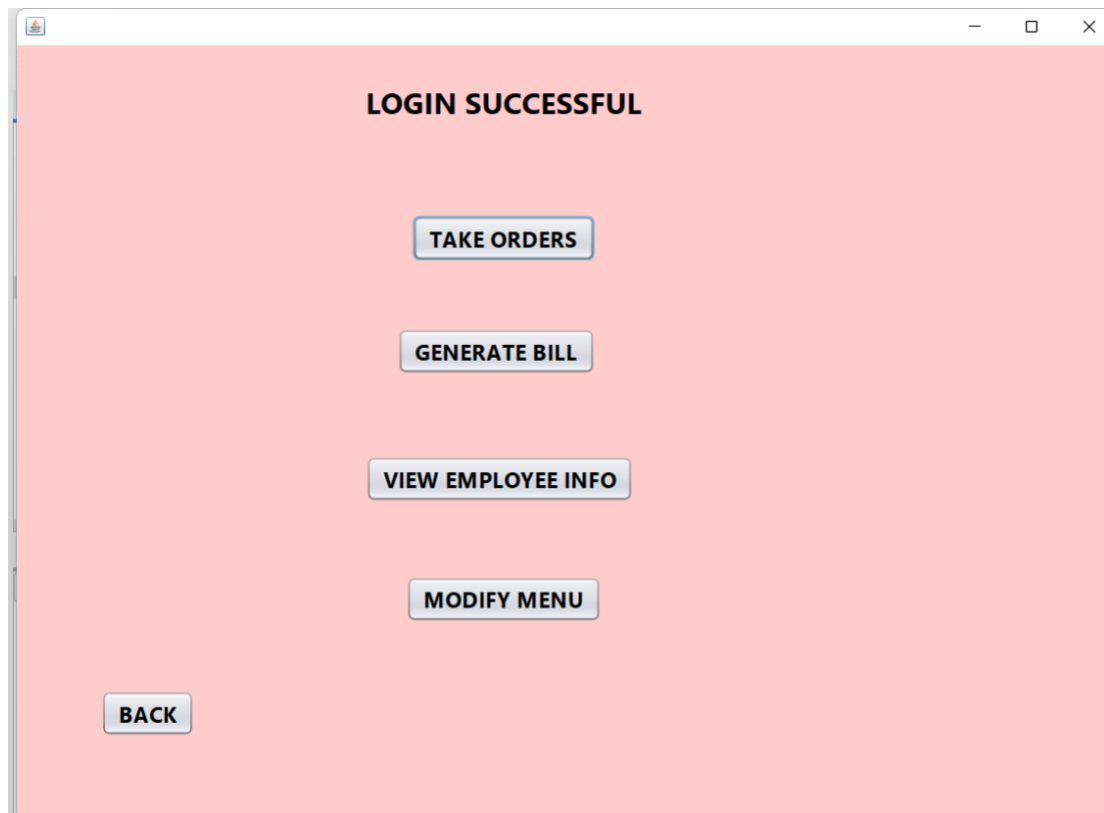 LOGIN SUCCESSFUL
TAKE ORDERS
GENERATE BILL
VIEW EMPLOYEE INFO
MODIFY MENU
BACK